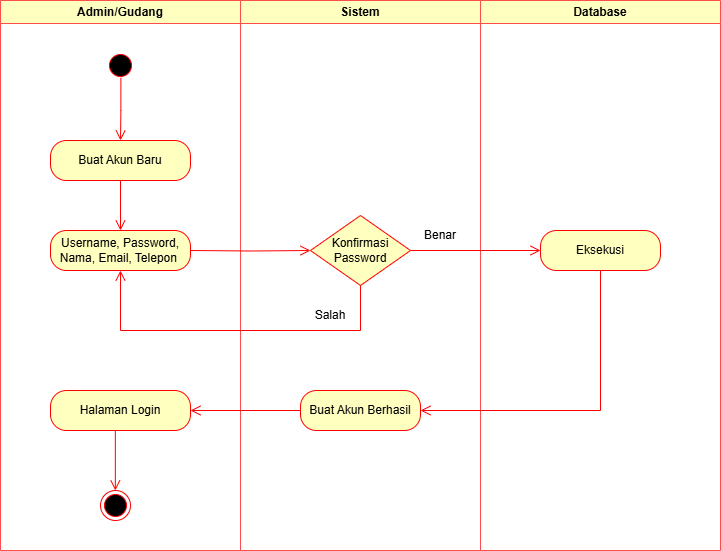 Admin/Gudang
Sistem
Database
Buat Akun Baru
Username, Password,
Nama, Email, Telepon
Konfirmasi
Password
Benar
Eksekusi
Salah
Halaman Login
Buat Akun Berhasil